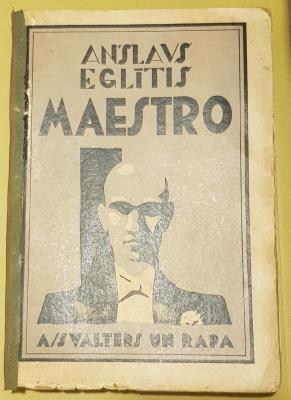 ANŠLAVS
EGLĪTIS
MAESTRO
A/S VALTERS UN RAPA